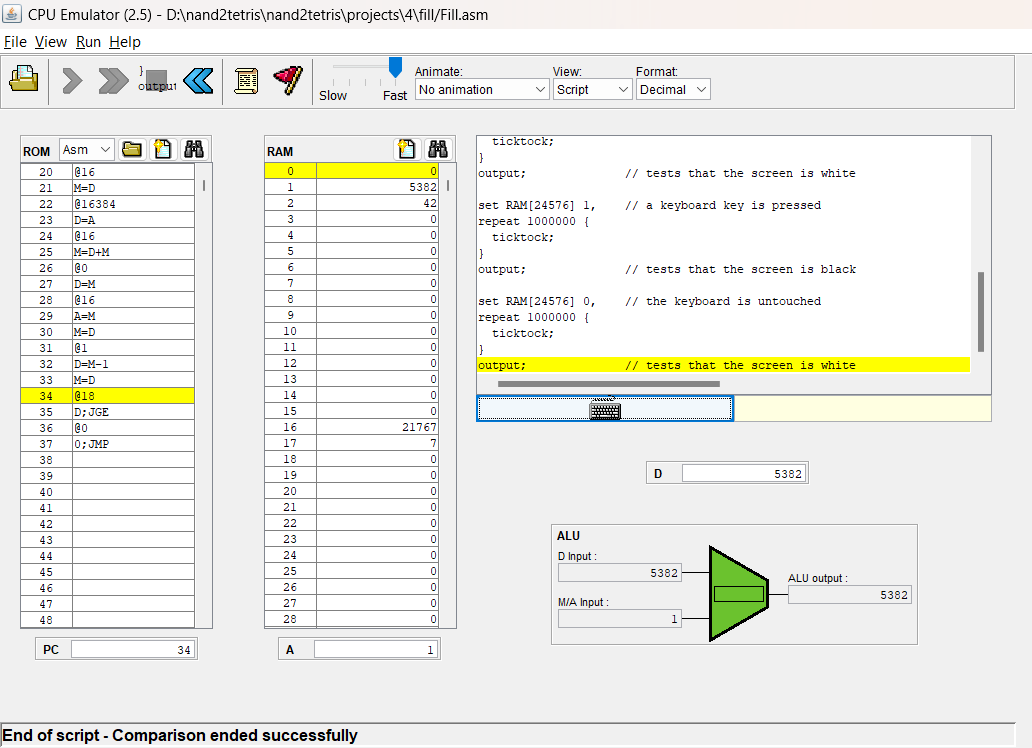 CPU Emulator (2.5) - D:\nand2tetris\nand2tetris\projects\4\fill/Fill.asm
File View Run Help
output
Slow Fast
Animate:
No animation
View:
Script
Format:
Decimal
ROM Asm
20 @16
21 M=D
22 @16384
23 D=A
24 @16
25 M=D+M
26 @0
27 D=M
28 @16
29 A=M
30 M=D
31 @1
32 D=M-1
33 M=D
34 @18
35 D;JGE
36 @0
37 0;JMP
38
39
40
41
42
43
44
45
46
47
48
PC 34
RAM
0 0
1 5382
2 42
3 0
4 0
5 0
6 0
7 0
8 0
9 0
10 0
11 0
12 0
13 0
14 0
15 0
16 21767
17 7
18 0
19 0
20 0
21 0
22 0
23 0
24 0
25 0
26 0
27 0
28 0
A 1
ticktock;
}
output; // tests that the screen is white
set RAM[24576] 1, // a keyboard key is pressed
repeat 1000000 {
ticktock;
}
output; // tests that the screen is black
set RAM[24576] 0, // the keyboard is untouched
repeat 1000000 {
ticktock;
}
output; // tests that the screen is white
D 5382
ALU
D Input :
5382
M/A Input :
1
ALU output :
5382
End of script - Comparison ended successfully